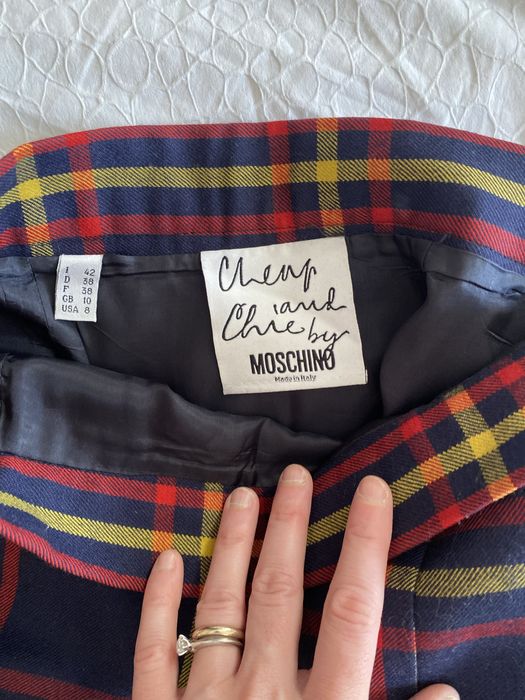 I 42
D 38
F 38
GB 10
USA 8
Cheap
and
Chic by
MOSCHINO
Made in Italy